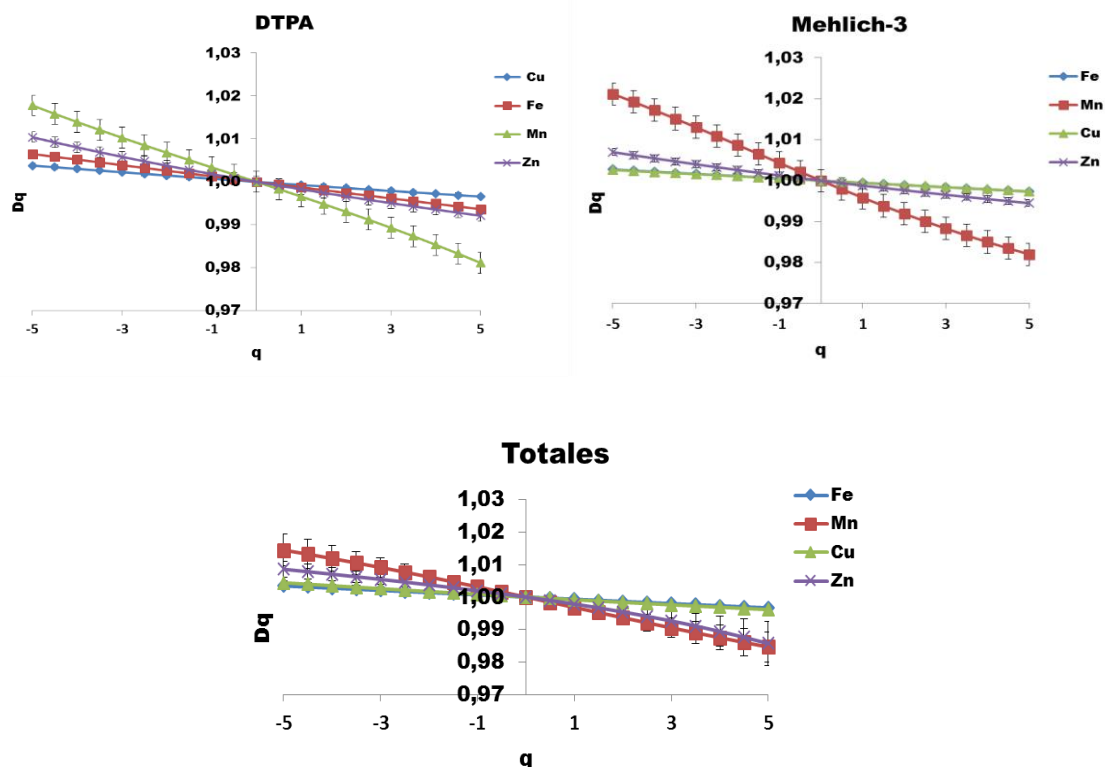 DTPA
1,03
1,02
1,01
1,00
0,99
0,98
0,97
Dq
-5
-3
-1
1
3
5
q
Cu
Fe
Mn
Zn
Mehlich-3
1,03
1,02
1,01
1,00
0,99
0,98
0,97
Dq
-5
-3
-1
1
3
5
q
Fe
Mn
Cu
Zn
Totales
1,03
1,02
1,01
1,00
0,99
0,98
0,97
Dq
-5
-3
-1
1
3
5
q
Fe
Mn
Cu
Zn